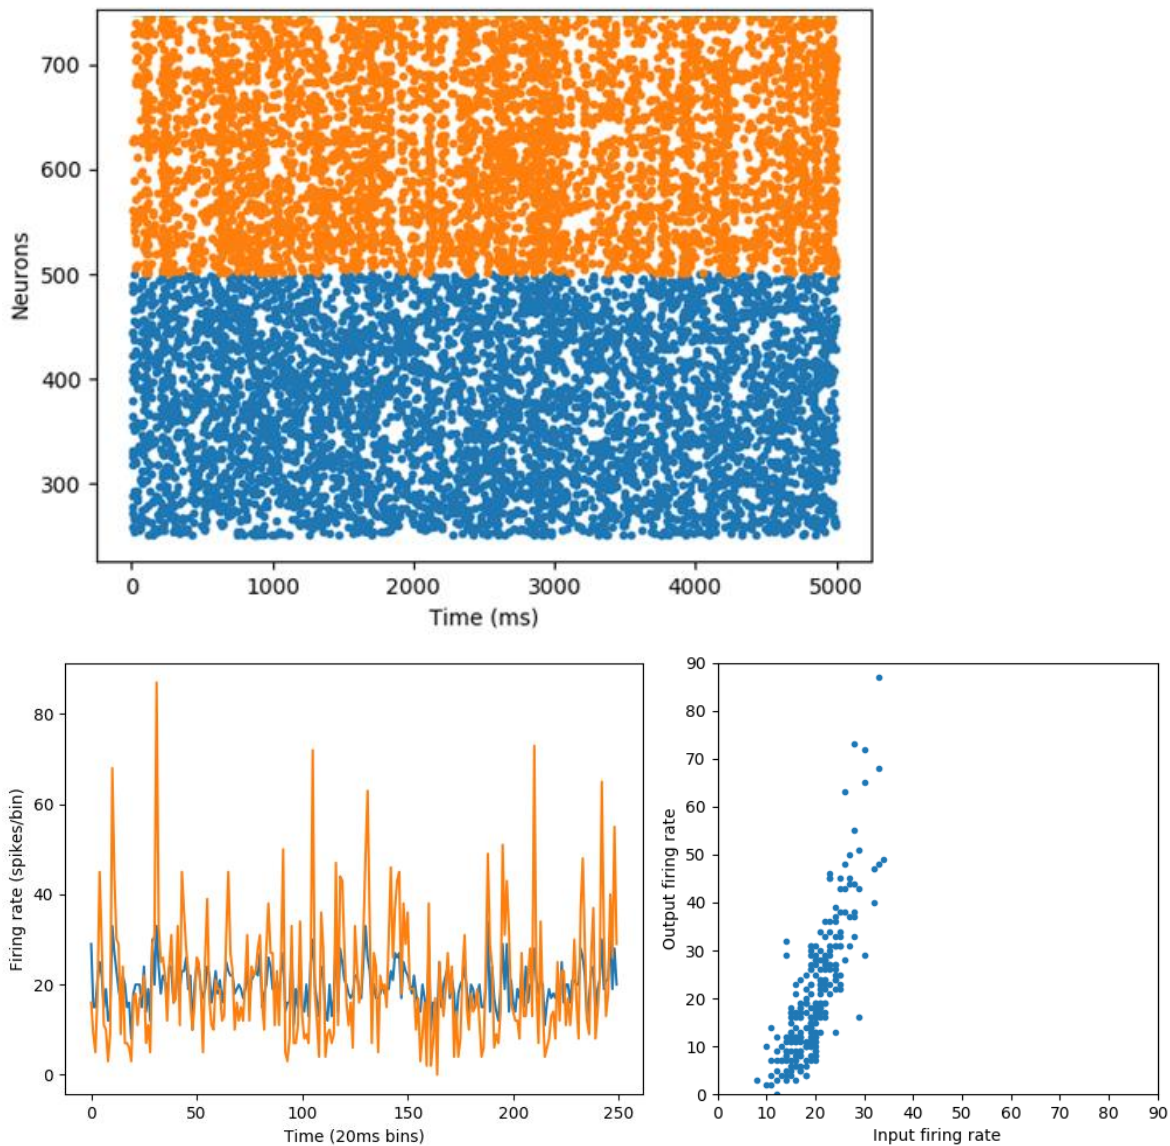 700
600
500
400
300
Neurons
0 1000 2000 3000 4000 5000
Time (ms)
80
60
40
20
0
Firing rate (spikes/bin)
0 50 100 150 200 250
Time (20ms bins)
90
80
70
60
50
40
30
20
10
0
Output firing rate
0 10 20 30 40 50 60 70 80 90
Input firing rate